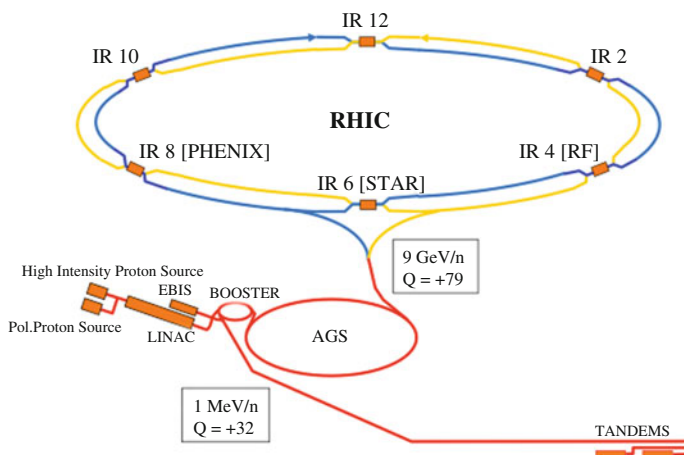 IR 12
IR 10
IR 2
RHIC
IR 8 [PHENIX]
IR 4 [RF]
IR 6 [STAR]
9 GeV/n
Q = +79
High Intensity Proton Source
EBIS
BOOSTER
Pol.Proton Source
LINAC
AGS
1 MeV/n
Q = +32
TANDEMS